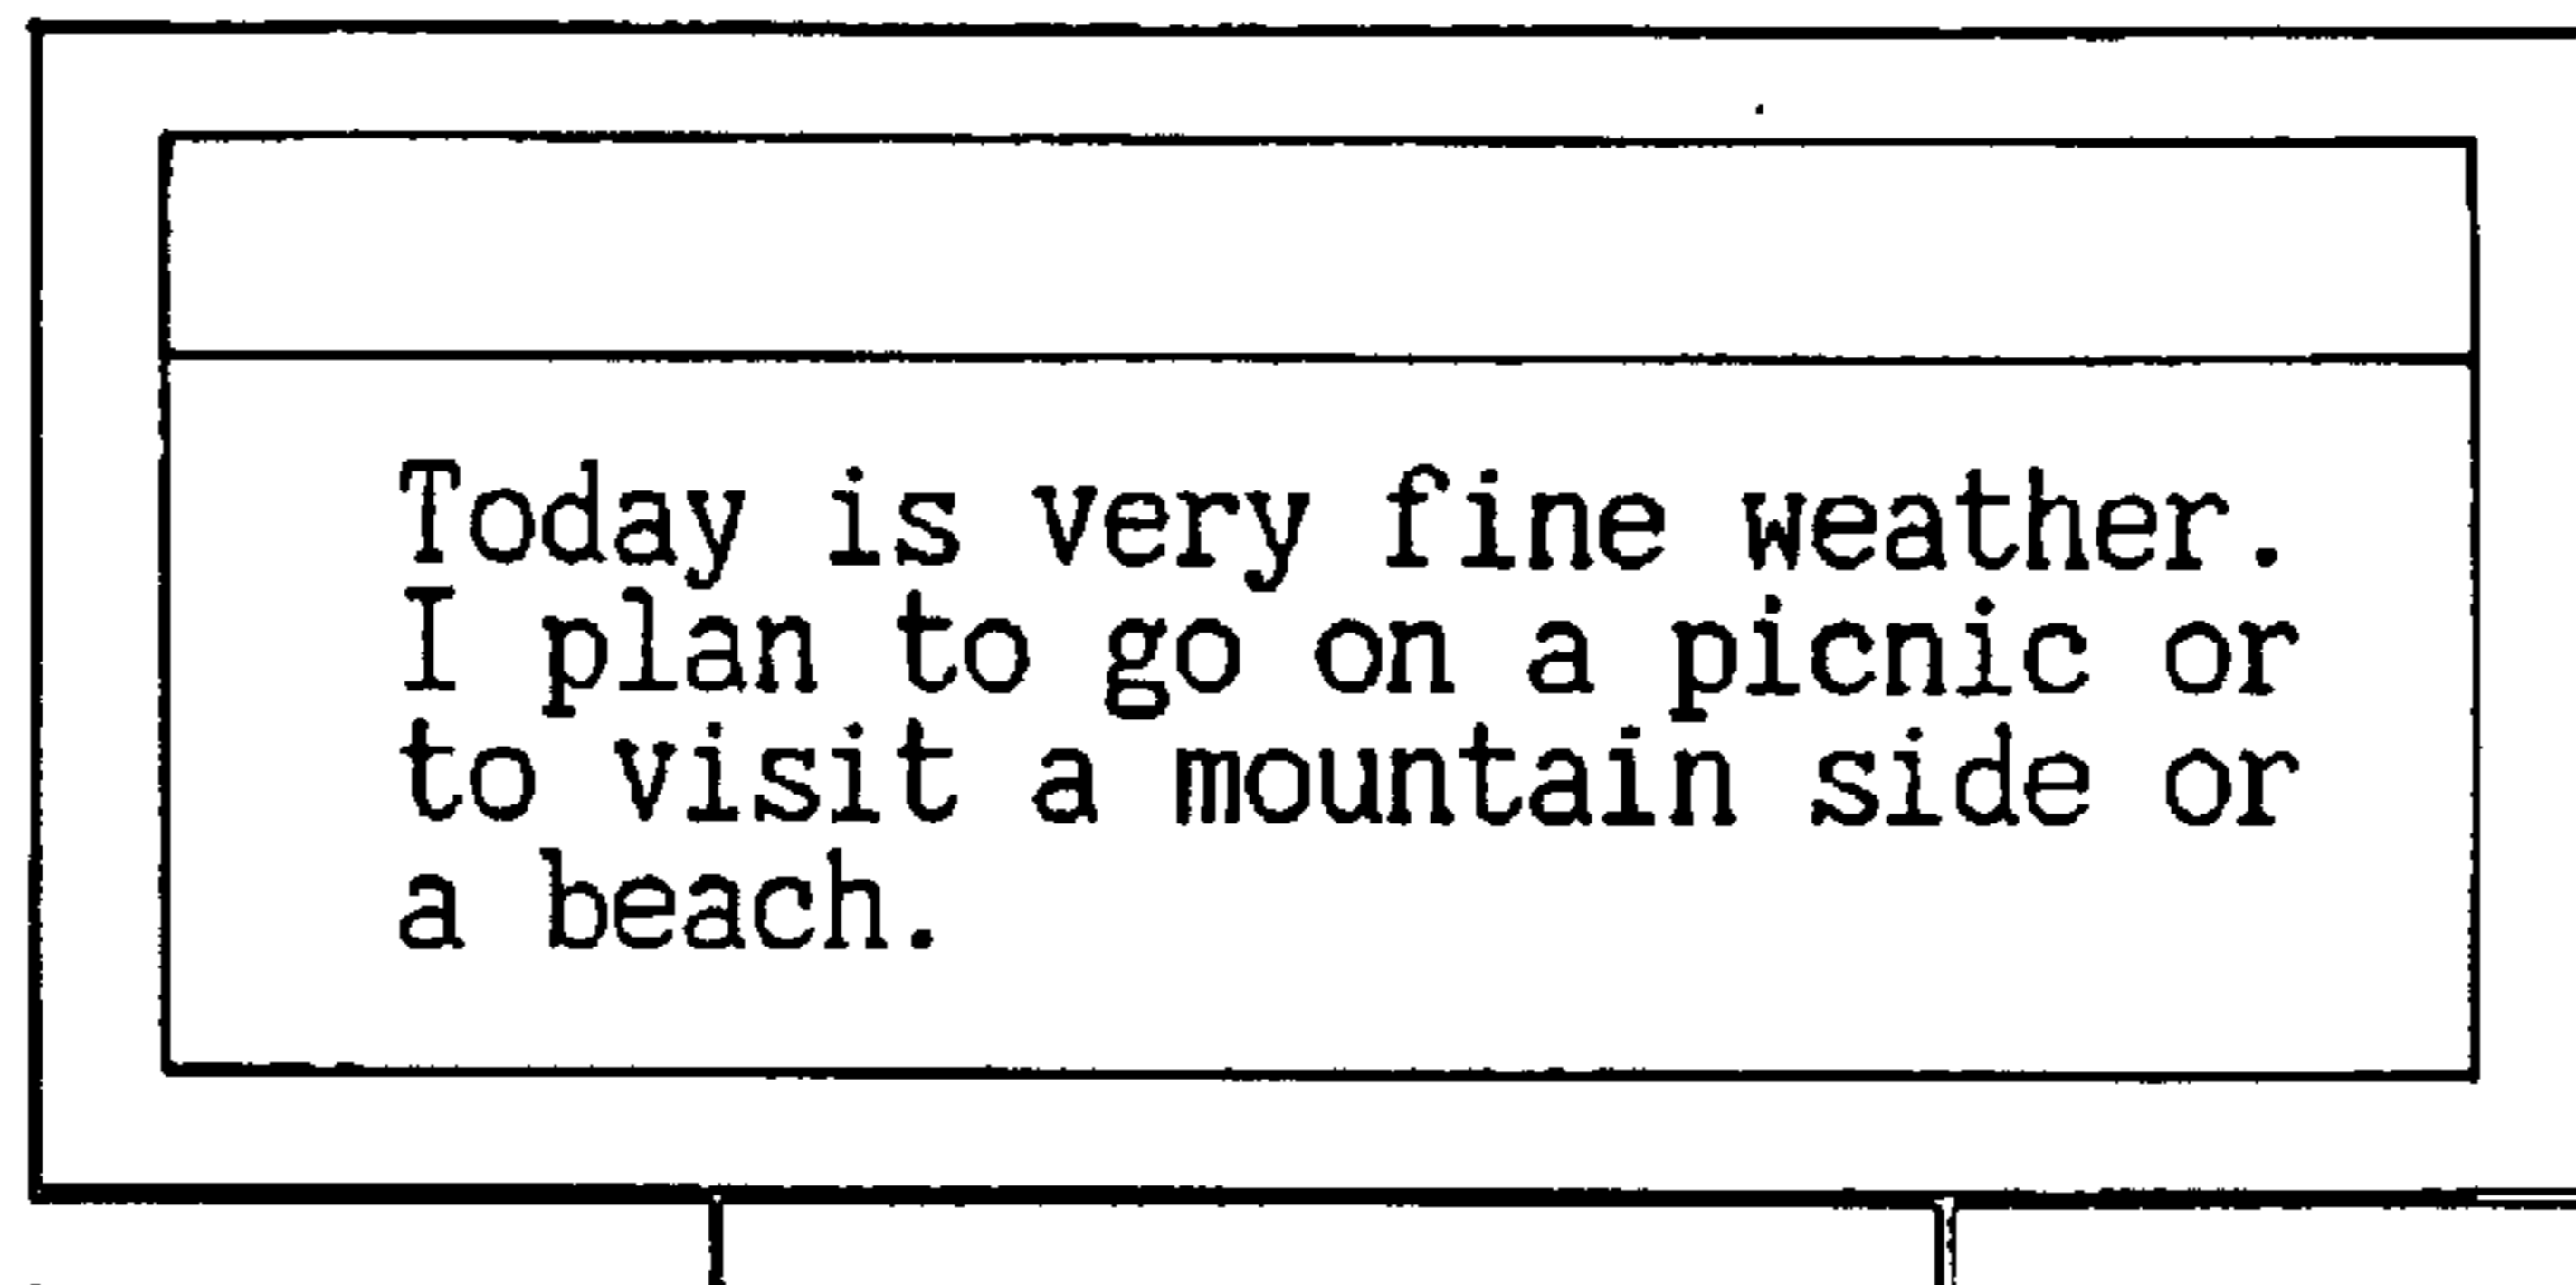 Today is very fine weather.
I plan to go on a picnic or
to visit a mountain side or
a beach.